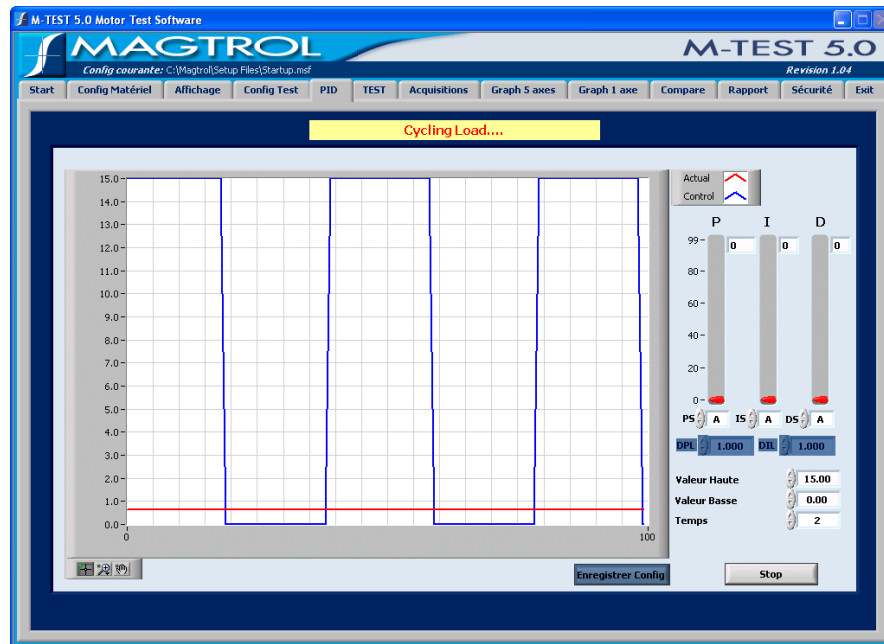 M-TEST 5.0 Motor Test Software
MAGTROL
M-TEST 5.0
Config courante: C:\Magtrol\Setup Files\Startup.msf
Revision 1.04
Start Config Matériel Affichage Config Test PID TEST Acquisitions Graph 5 axes Graph 1 axe Compare Rapport Sécurité Exit
Cycling Load....
15.0
14.0
13.0
12.0
11.0
10.0
9.0
8.0
7.0
6.0
5.0
4.0
3.0
2.0
1.0
0.0
0 100
Actual
Control
P I D
99
80
60
40
20
0
0 0 0
PS A IS A DS A
DPL 1.000 DIL 1.000
Valeur Haute 15.00
Valeur Basse 0.00
Temps 2
Enregistrer Config
Stop